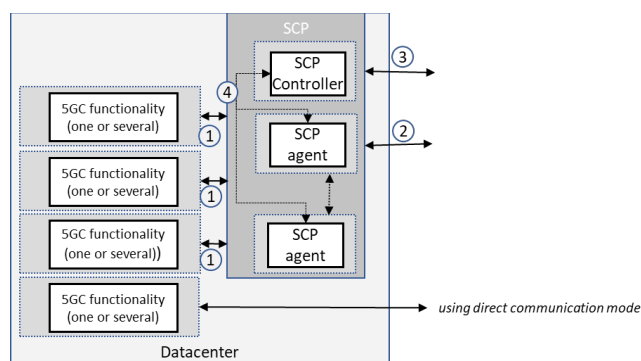 SCP
SCP
Controller
3
4
5GC functionality
(one or several)
1
SCP
agent
2
5GC functionality
(one or several)
1
5GC functionality
(one or several))
1
SCP
agent
5GC functionality
(one or several)
using direct communication mode
Datacenter